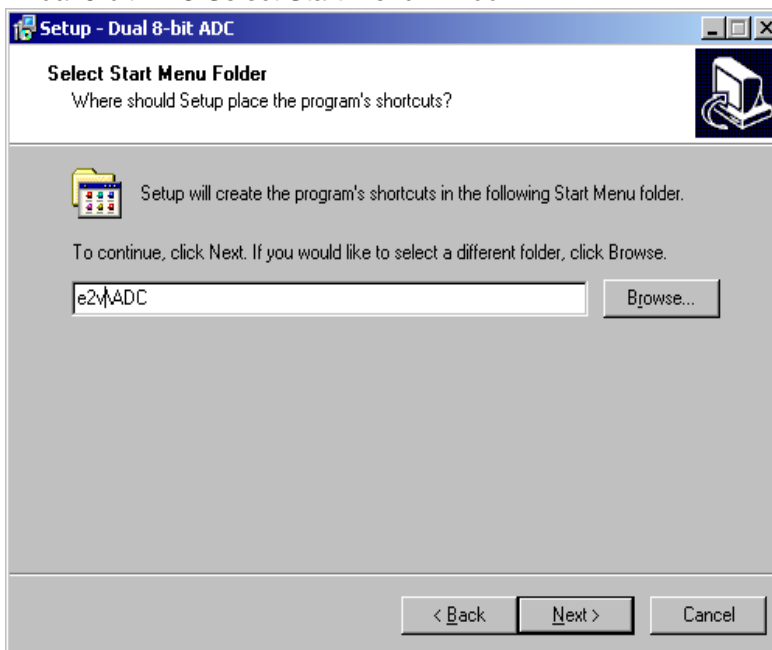 Setup - Dual 8-bit ADC
Select Start Menu Folder
Where should Setup place the program's shortcuts?
Setup will create the program's shortcuts in the following Start Menu folder.
To continue, click Next. If you would like to select a different folder, click Browse.
e2v\ADC
Browse...
< Back
Next >
Cancel